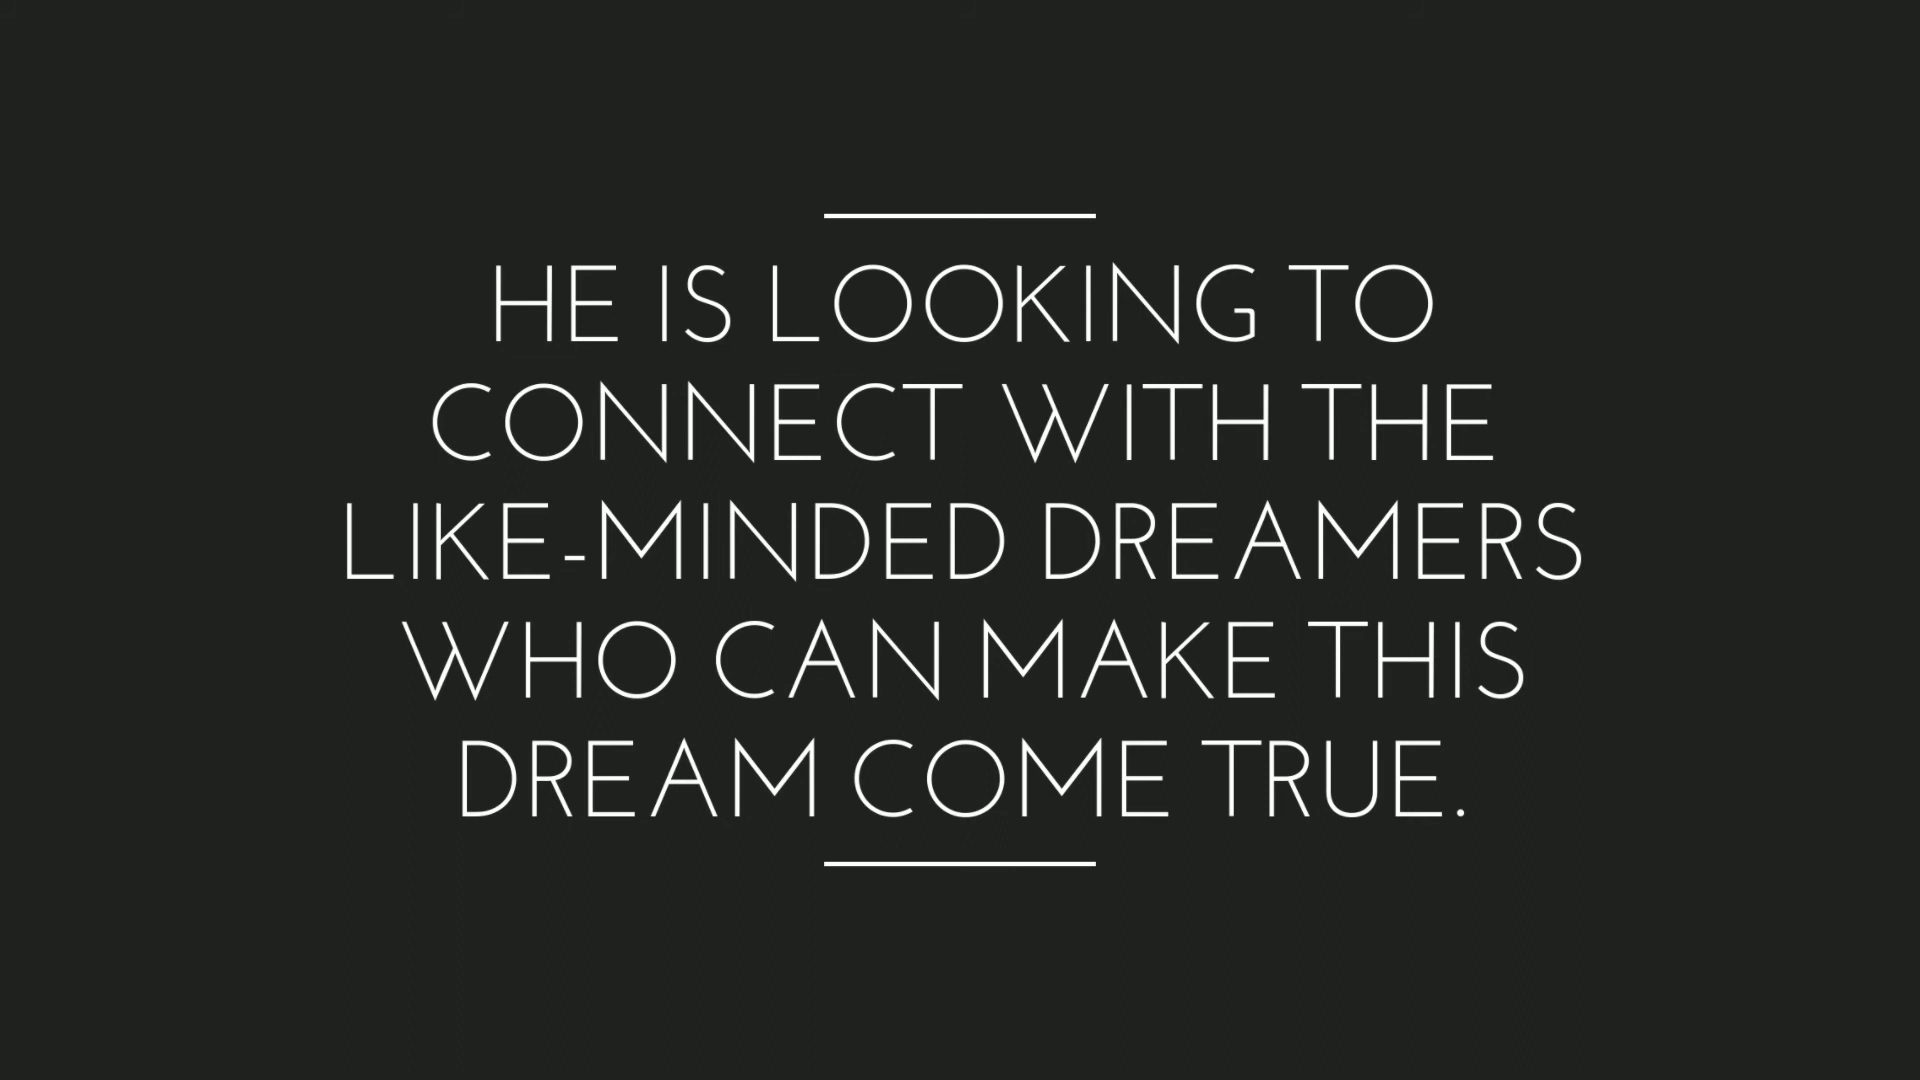 HE IS LOOKING TO
CONNECT WITH THE
LIKE-MINDED DREAMERS
WHO CAN MAKE THIS
DREAM COME TRUE.